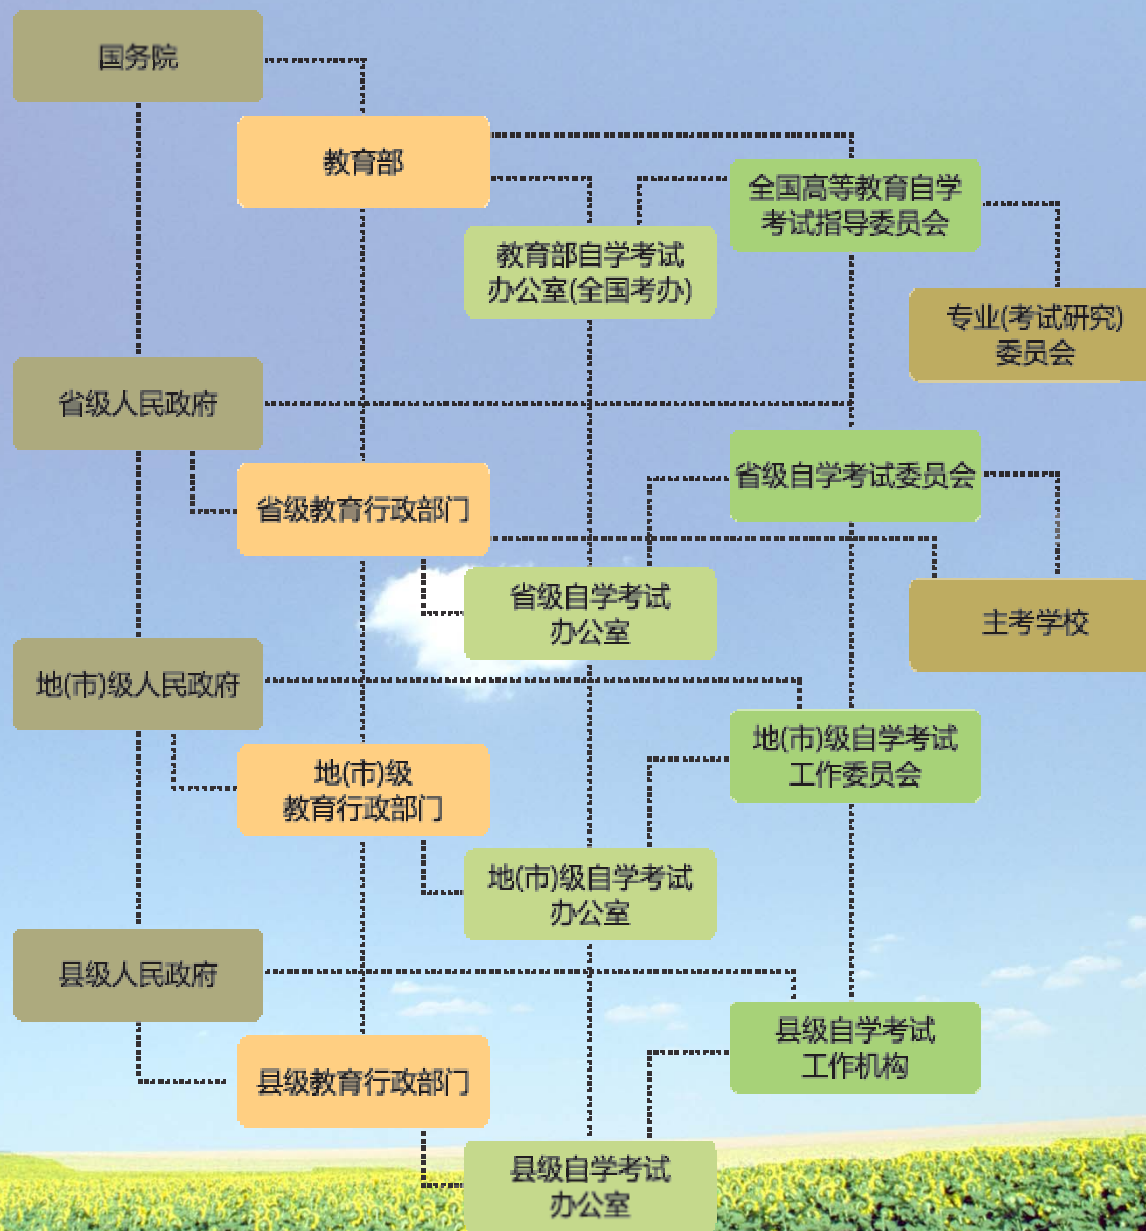 国务院
教育部
全国高等教育自学
考试指导委员会
教育部自学考试
办公室(全国考办)
专业(考试研究)
委员会
省级人民政府
省级自学考试委员会
省级教育行政部门
省级自学考试
办公室
主考学校
地(市)级人民政府
地(市)级自学考试
工作委员会
地(市)级
教育行政部门
地(市)级自学考试
办公室
县级人民政府
县级自学考试
工作机构
县级教育行政部门
县级自学考试
办公室